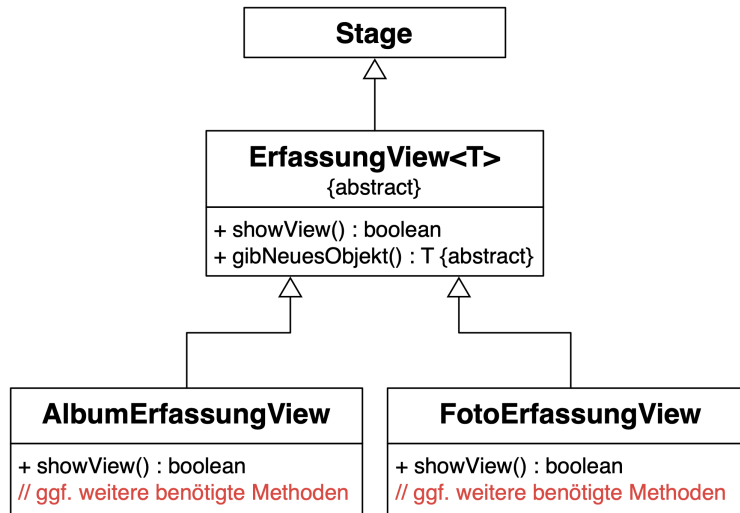 Stage
ErfassungView<T>
{abstract}
+ showView() : boolean
+ gibNeuesObjekt() : T {abstract}
AlbumErfassungView
+ showView() : boolean
// ggf. weitere benötigte Methoden
FotoErfassungView
+ showView() : boolean
// ggf. weitere benötigte Methoden